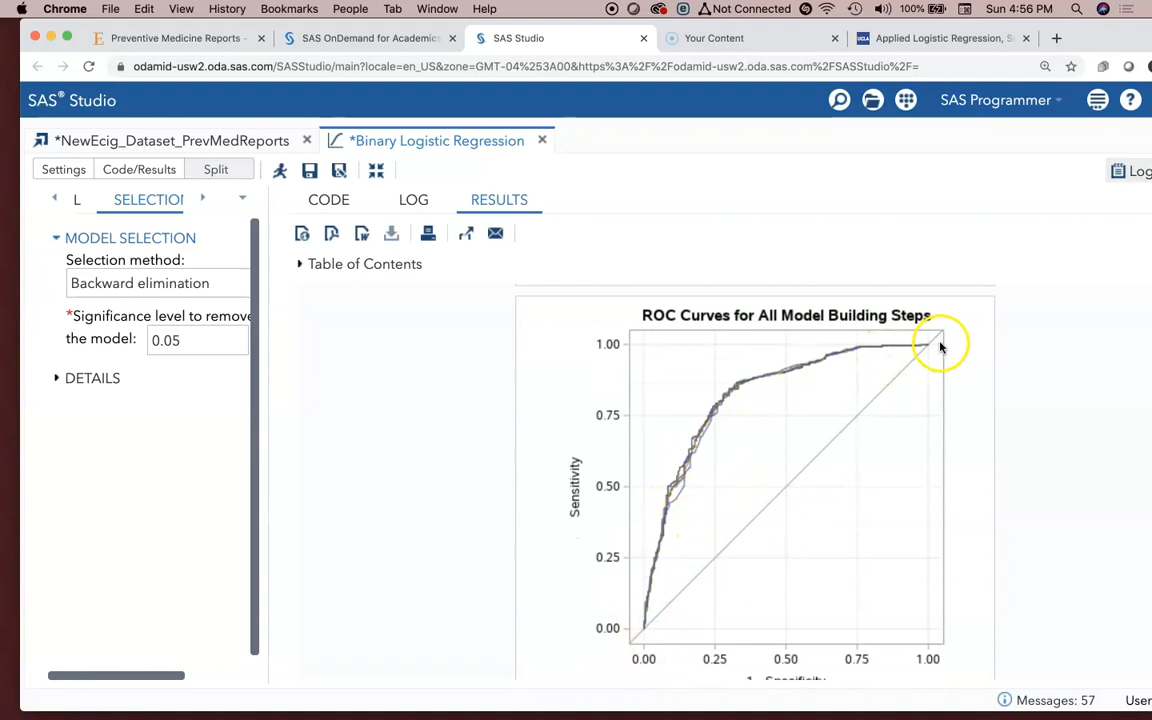 Chrome File Edit View History Bookmarks People Tab Window Help Not Connected 100% Sun 4:56 PM
Preventive Medicine Reports - × SAS OnDemand for Academics × SAS Studio × Your Content × UCLA Applied Logistic Regression, S × +
odamid-usw2.oda.sas.com/SASStudio/main?locale=en_US&zone=GMT-04%253A00&https%3A%2F%2Fodamid-usw2.oda.sas.com%2FSASStudio%2F=
SAS® Studio SAS Programmer
*NewEcig_Dataset_PrevMedReports × *Binary Logistic Regression ×
Settings Code/Results Split Log
L SELECTION CODE LOG RESULTS
MODEL SELECTION
Selection method:
Backward elimination
*Significance level to remove
the model: 0.05
DETAILS
Table of Contents
ROC Curves for All Model Building Steps
1.00
0.75
0.50
0.25
0.00
Sensitivity
0.00 0.25 0.50 0.75 1.00
1 - Specificity
Messages: 57 User